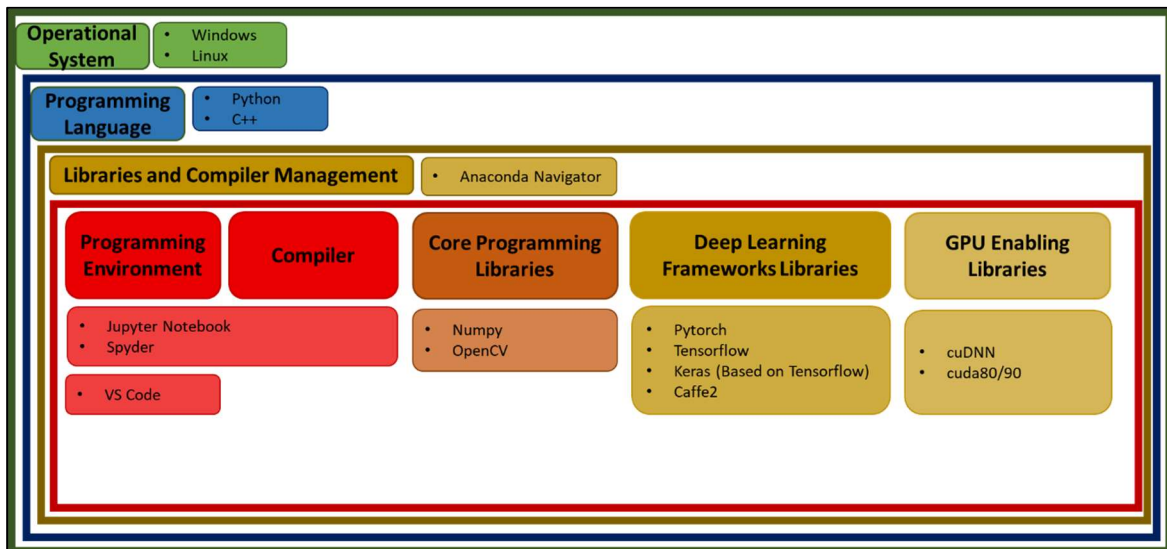 Operational
System
• Windows
• Linux
Programming
Language
• Python
• C++
Libraries and Compiler Management
• Anaconda Navigator
Programming
Environment
Compiler
• Jupyter Notebook
• Spyder
• VS Code
Core Programming
Libraries
• Numpy
• OpenCV
Deep Learning
Frameworks Libraries
• Pytorch
• Tensorflow
• Keras (Based on Tensorflow)
• Caffe2
GPU Enabling
Libraries
• cuDNN
• cuda80/90